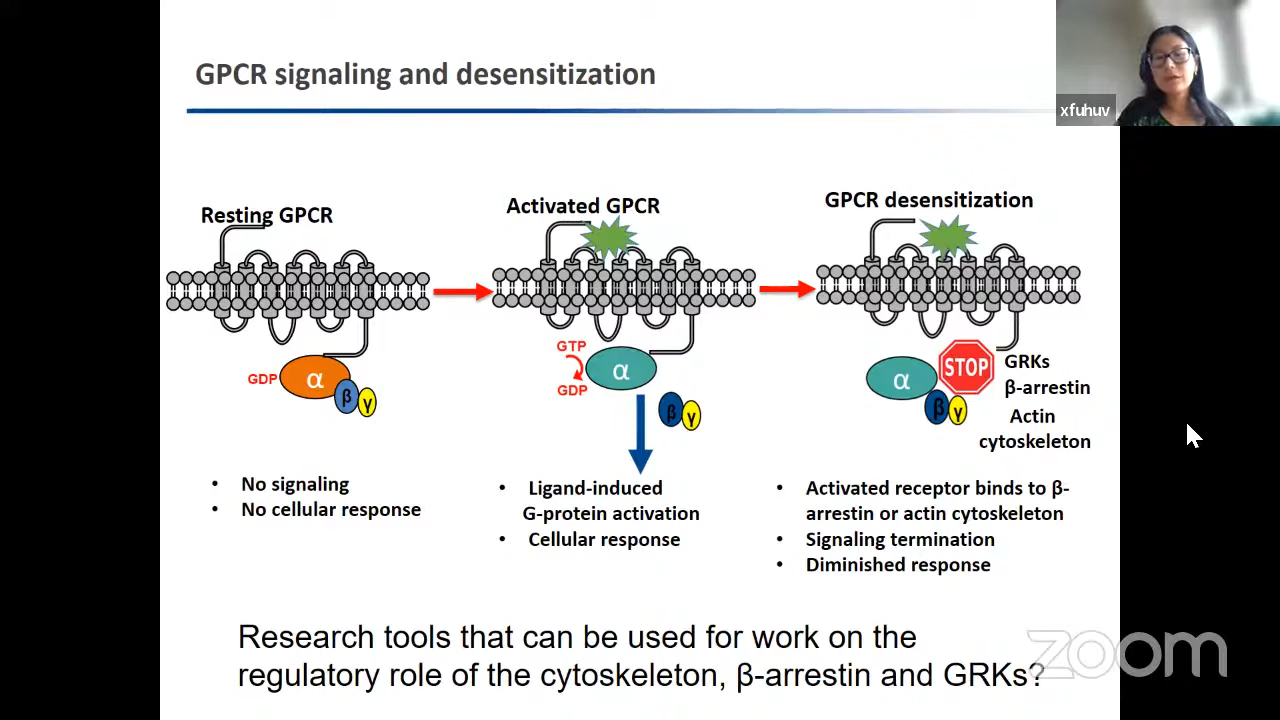 GPCR signaling and desensitization
xfuhuv
Resting GPCR
GDP
α
β
γ
• No signaling
• No cellular response
Activated GPCR
GTP
GDP
α
β
γ
• Ligand-induced
G-protein activation
• Cellular response
GPCR desensitization
α
STOP
β
γ
GRKs
β-arrestin
Actin
cytoskeleton
• Activated receptor binds to β-
arrestin or actin cytoskeleton
• Signaling termination
• Diminished response
Research tools that can be used for work on the
regulatory role of the cytoskeleton, β-arrestin and GRKs?
zoom